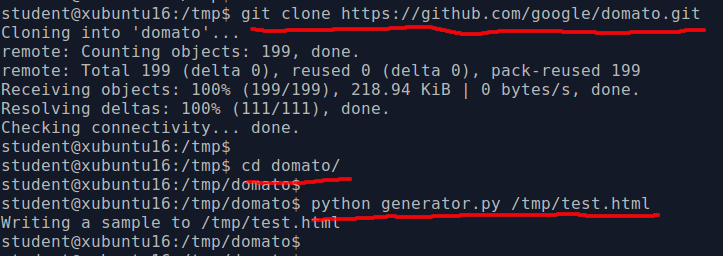 student@xubuntu16:/tmp$ git clone https://github.com/google/domato.git
Cloning into 'domato'...
remote: Counting objects: 199, done.
remote: Total 199 (delta 0), reused 0 (delta 0), pack-reused 199
Receiving objects: 100% (199/199), 218.94 KiB | 0 bytes/s, done.
Resolving deltas: 100% (111/111), done.
Checking connectivity... done.
student@xubuntu16:/tmp$
student@xubuntu16:/tmp$ cd domato/
student@xubuntu16:/tmp/domato$
student@xubuntu16:/tmp/domato$ python generator.py /tmp/test.html
Writing a sample to /tmp/test.html
student@xubuntu16:/tmp/domato$
student@xubuntu16:/tmp/domato$